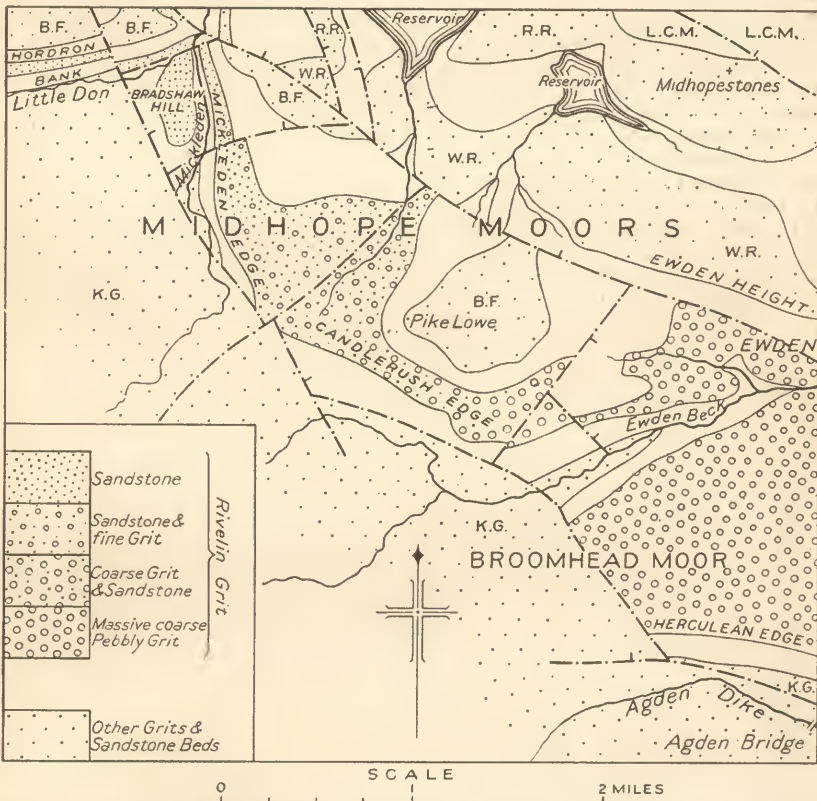 B.F.
B.F.
HORDRON
BANK
Little Don
BRADSHAW
HILL
Mickleden
MICKLEDEN EDGE
R.R.
W.R.
B.F.
Reservoir
R.R.
L.C.M.
L.C.M.
Reservoir
Midhopestones
W.R.
MIDHOPE MOORS
W.R.
K.G.
EWDEN HEIGHT
B.F.
Pike Lowe
EWDEN
CANDLERUSH EDGE
Ewden Beck
K.G.
BROOMHEAD MOOR
HERCULEAN EDGE
K.G.
Agden Dike
Agden Bridge
Sandstone
Sandstone &
fine Grit
Coarse Grit
& Sandstone
Massive coarse
Pebbly Grit
Rivelin Grit
Other Grits &
Sandstone Beds
SCALE
0 1 2 MILES